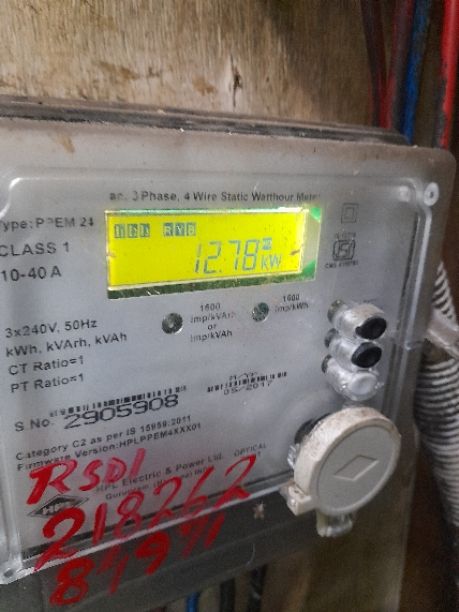 ac. 3 Phase, 4 Wire Static Watthour Meter
Type: PPEM 24
CLASS 1
10-40 A
RYB
12.78 kW
1600
Imp/kVArh
or
Imp/kVAh
1600
Imp/kWh
3x240V, 50Hz
kWh, kVArh, kVAh
CT Ratio=1
PT Ratio=1
M/Yr.
05/2017
S.No. 2905908
Category C2 as per IS 15959:2011
Firmware Version:HPLPPEM4XXX01
OPTICAL
HPL Electric & Power Ltd.
HPL
RSD1
218262